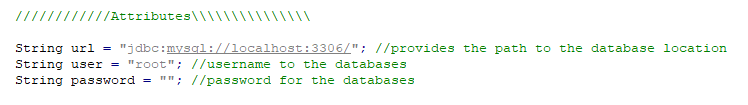 ////////////Attributes\\\\\\\\\\\\\\\
String url = "jdbc:mysql://localhost:3306/"; //provides the path to the database location
String user = "root"; //username to the databases
String password = ""; //password for the databases